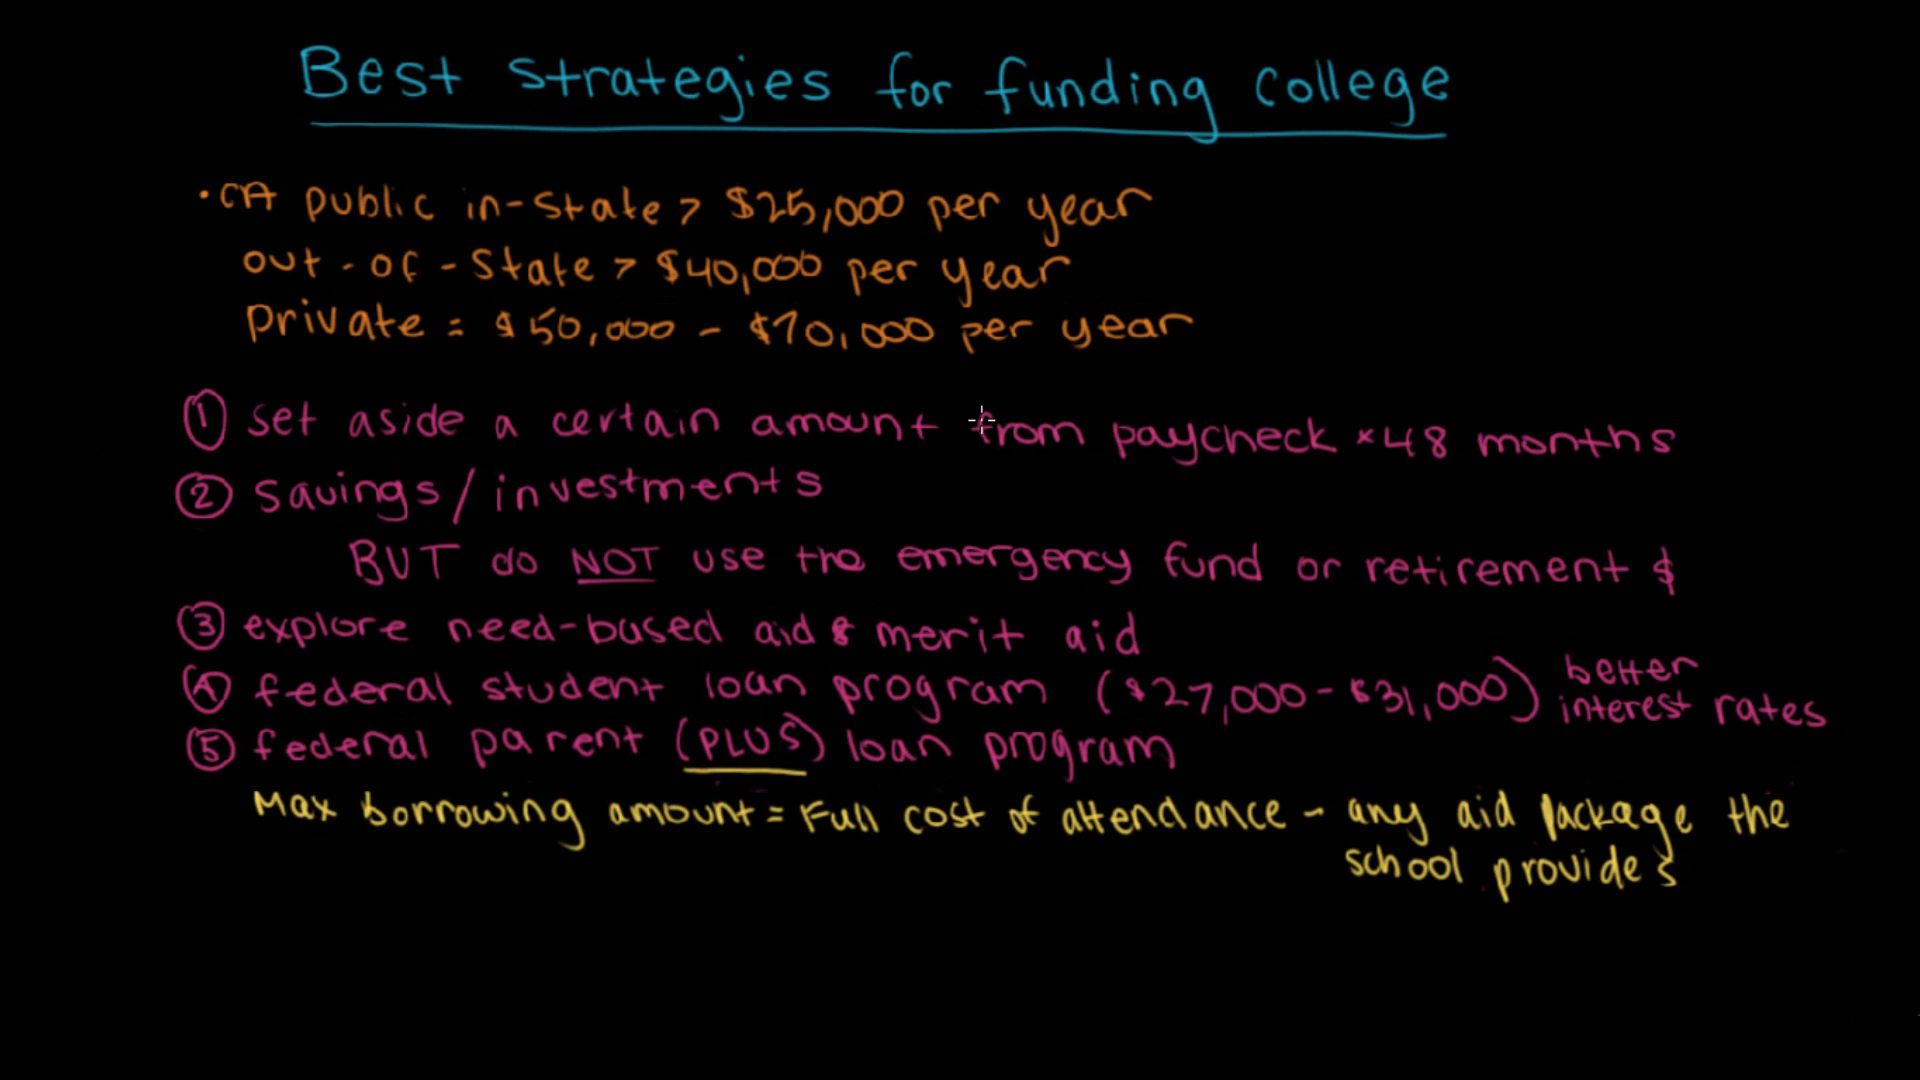 Best strategies for funding college
• CA public in-state > $25,000 per year
out-of-state > $40,000 per year
private = $50,000 - $70,000 per year
① set aside a certain amount from paycheck × 48 months
② savings/investments
BUT do NOT use the emergency fund or retirement $
③ explore need-based aid & merit aid
④ federal student loan program ($27,000 - $31,000) better interest rates
⑤ federal parent (PLUS) loan program
Max borrowing amount = Full cost of attendance - any aid package the
school provides